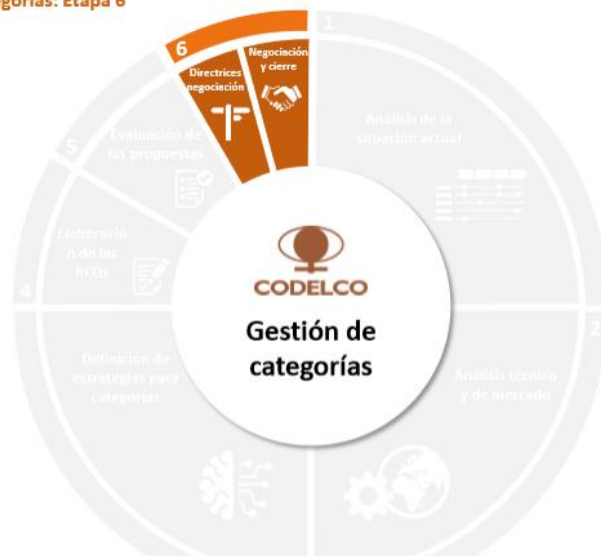 gorías: Etapa 6
6
Directrices
negociación
Negociación
y cierre
1
Análisis de la
situación actual
5
Evaluación de
las propuestas
Elaboració
n de los
RFQs
4
CODELCO
Gestión de
categorías
2
Definición de
estrategias para
categorías
Análisis técnico
y de mercado